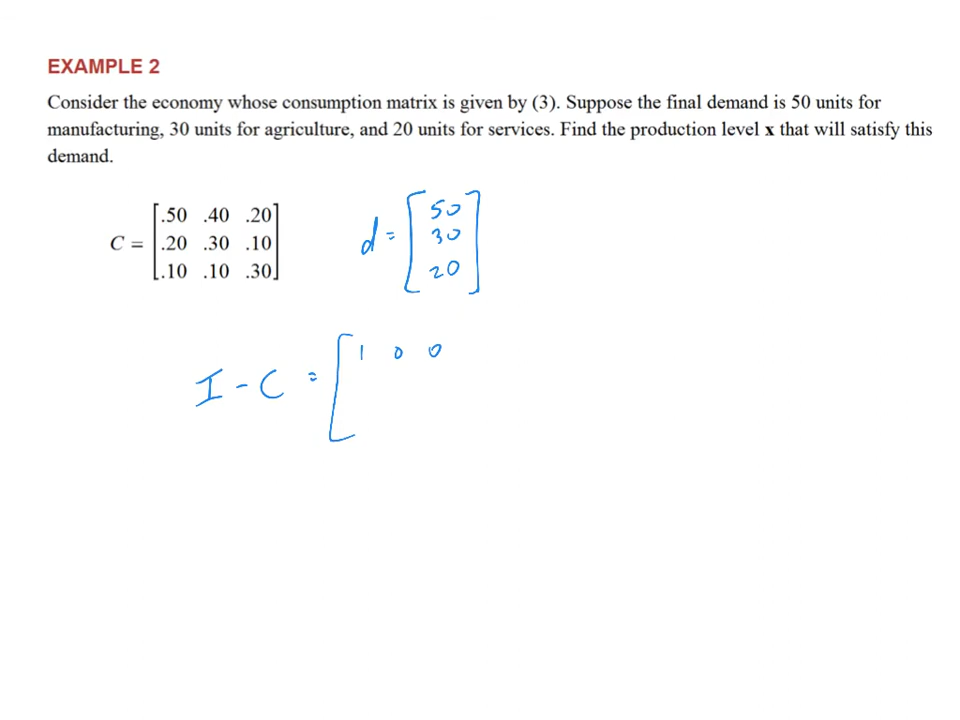 EXAMPLE 2
Consider the economy whose consumption matrix is given by (3). Suppose the final demand is 50 units for
manufacturing, 30 units for agriculture, and 20 units for services. Find the production level x that will satisfy this
demand.
.50 .40 .20
C = .20 .30 .10
.10 .10 .30
50
d = 30
20
I - C = [1 0 0